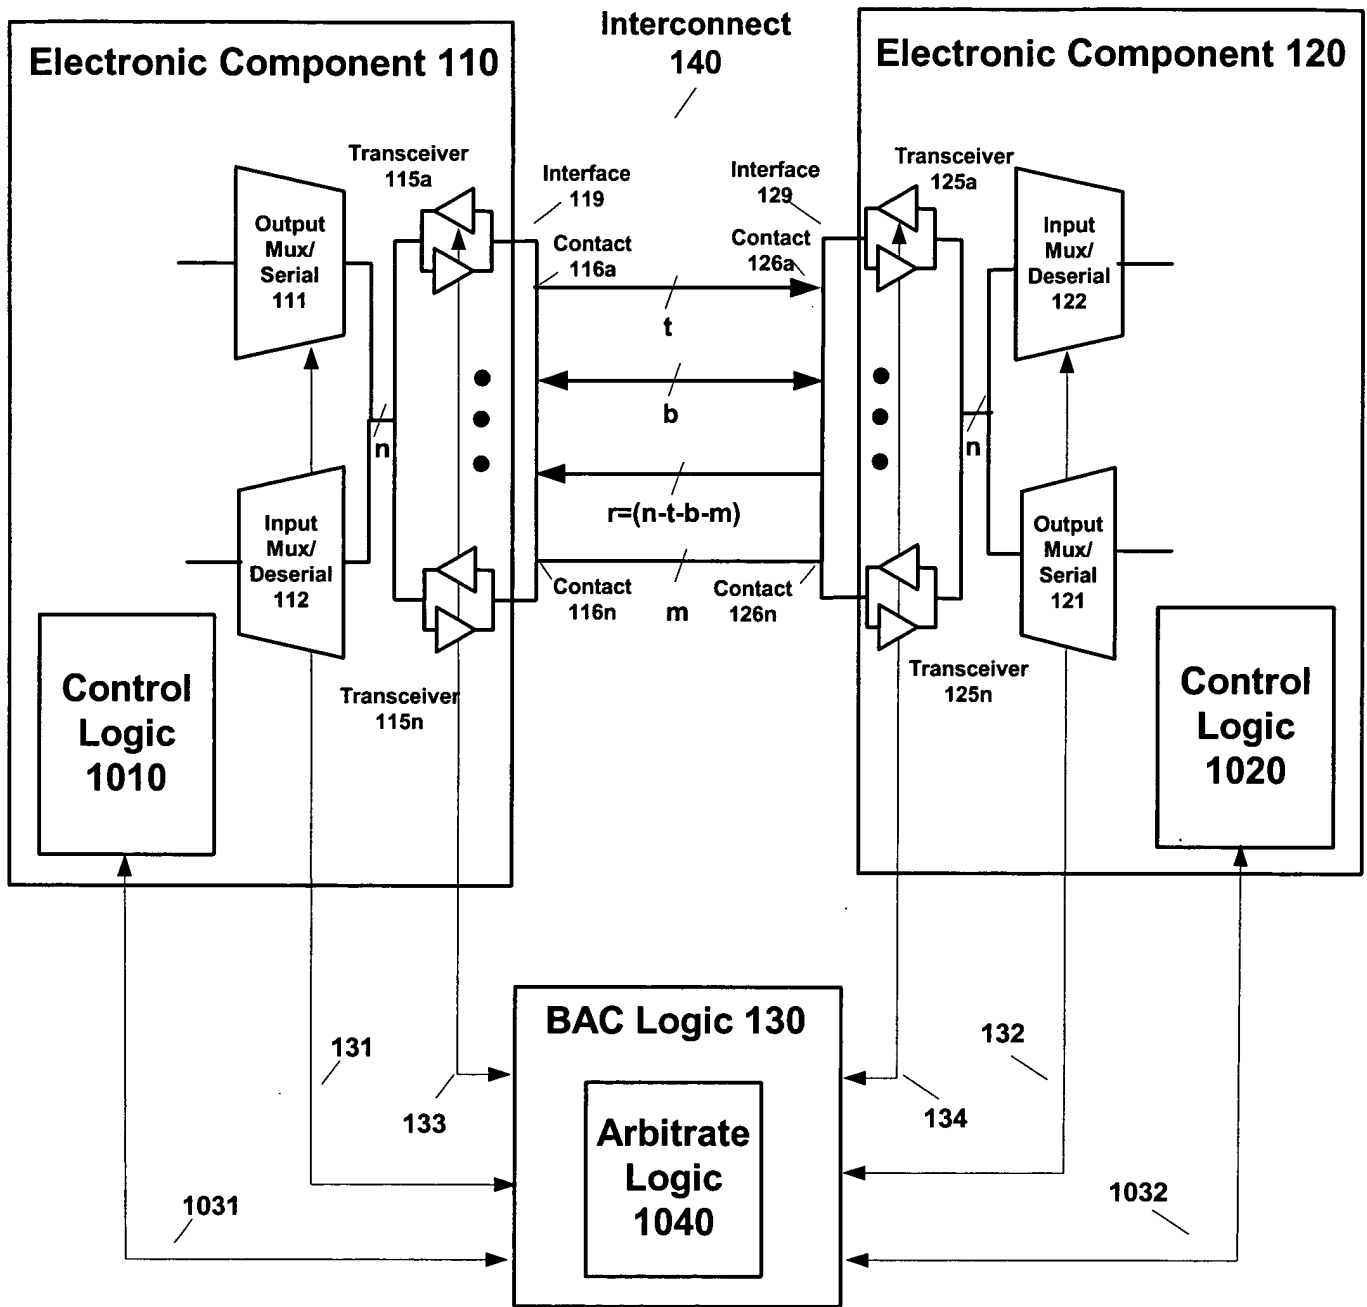 Interconnect
140
Electronic Component 110
Electronic Component 120
Transceiver
115a
Interface
119
Contact
116a
Interface
129
Contact
126a
Transceiver
125a
Output
Mux/
Serial
111
Input
Mux/
Deserial
122
t
b
r=(n-t-b-m)
m
n
n
Input
Mux/
Deserial
112
Output
Mux/
Serial
121
Contact
116n
Contact
126n
Transceiver
115n
Transceiver
125n
Control
Logic
1010
Control
Logic
1020
BAC Logic 130
Arbitrate
Logic
1040
131
133
132
134
1031
1032